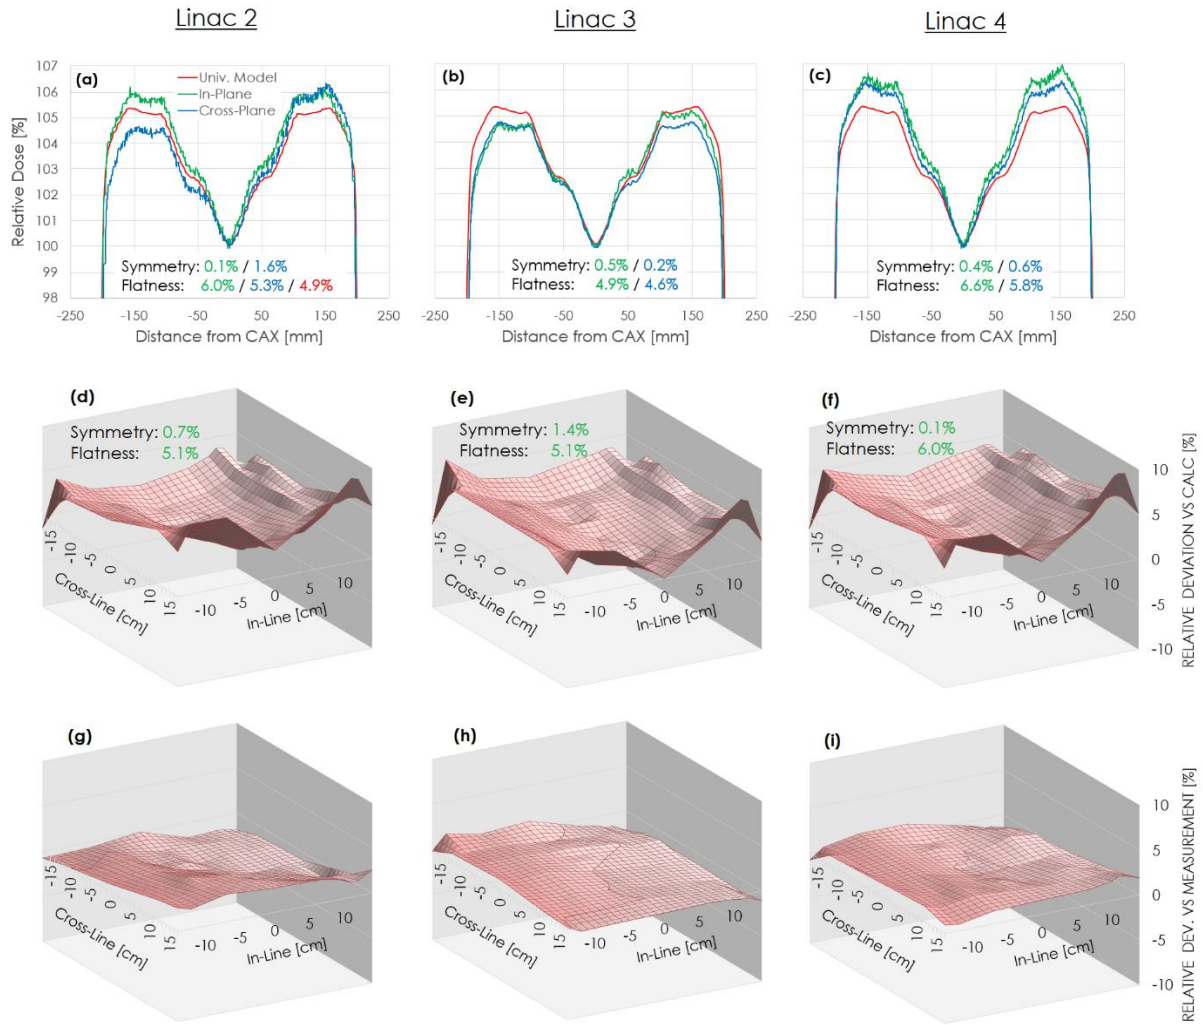 Linac 2
Linac 3
Linac 4
107
106
105
104
103
102
101
100
99
98
Relative Dose [%]
(a)
Univ. Model
In-Plane
Cross-Plane
Symmetry: 0.1% / 1.6%
Flatness: 6.0% / 5.3% / 4.9%
-250 -150 -50 50 150 250
Distance from CAX [mm]
(b)
Symmetry: 0.5% / 0.2%
Flatness: 4.9% / 4.6%
-250 -150 -50 50 150 250
Distance from CAX [mm]
(c)
Symmetry: 0.4% / 0.6%
Flatness: 6.6% / 5.8%
-250 -150 -50 50 150 250
Distance from CAX [mm]
(d)
Symmetry: 0.7%
Flatness: 5.1%
-15 -10 -5 0 5 10 15
Cross-Line [cm]
-10 -5 0 5 10
In-Line [cm]
(e)
Symmetry: 1.4%
Flatness: 5.1%
-15 -10 -5 0 5 10 15
Cross-Line [cm]
-10 -5 0 5 10
In-Line [cm]
(f)
Symmetry: 0.1%
Flatness: 6.0%
-15 -10 -5 0 5 10 15
Cross-Line [cm]
-10 -5 0 5 10
In-Line [cm]
10
5
0
-5
-10
RELATIVE DEVIATION VS CALC [%]
(g)
-15 -10 -5 0 5 10 15
Cross-Line [cm]
-10 -5 0 5 10
In-Line [cm]
(h)
-15 -10 -5 0 5 10 15
Cross-Line [cm]
-10 -5 0 5 10
In-Line [cm]
(i)
-15 -10 -5 0 5 10 15
Cross-Line [cm]
-10 -5 0 5 10
In-Line [cm]
10
5
0
-5
-10
RELATIVE DEV. VS MEASUREMENT [%]